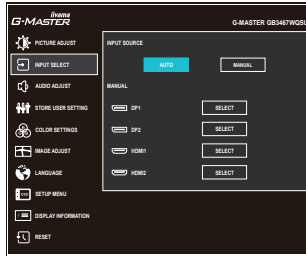 iiyama
G-MASTER
G-MASTER GB3467WQSU
PICTURE ADJUST
INPUT SELECT
AUDIO ADJUST
STORE USER SETTING
COLOR SETTINGS
IMAGE ADJUST
LANGUAGE
SETUP MENU
DISPLAY INFORMATION
RESET
INPUT SOURCE
AUTO
MANUAL
MANUAL
DP1 SELECT
DP2 SELECT
HDMI1 SELECT
HDMI2 SELECT